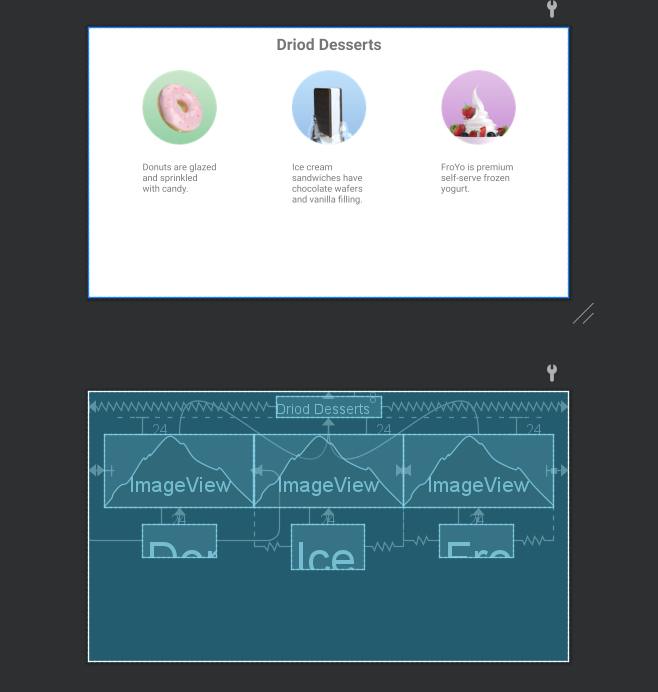 Driod Desserts
Donuts are glazed
and sprinkled
with candy.
Ice cream
sandwiches have
chocolate wafers
and vanilla filling.
FroYo is premium
self-serve frozen
yogurt.
8
Driod Desserts
24
24
24
ImageView
ImageView
ImageView
24
24
24
Don
Ice
Fro